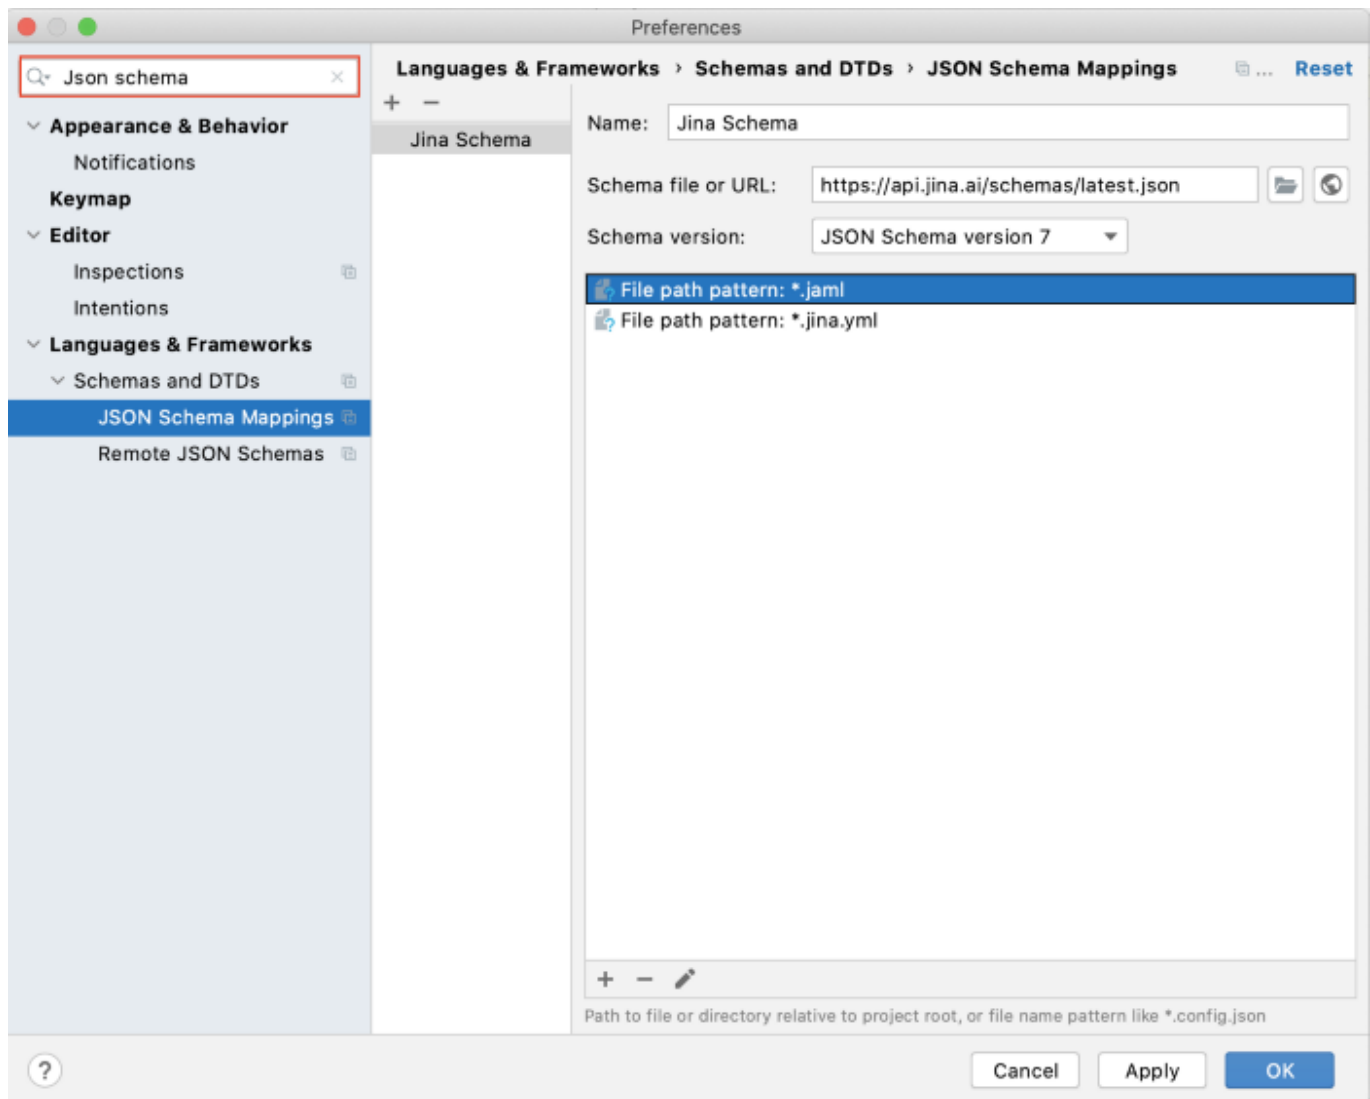 Preferences
Json schema
Appearance & Behavior
Notifications
Keymap
Editor
Inspections
Intentions
Languages & Frameworks
Schemas and DTDs
JSON Schema Mappings
Remote JSON Schemas
Languages & Frameworks › Schemas and DTDs › JSON Schema Mappings ... Reset
+ −
Jina Schema
Name: Jina Schema
Schema file or URL: https://api.jina.ai/schemas/latest.json
Schema version: JSON Schema version 7
File path pattern: *.jaml
File path pattern: *.jina.yml
+ −
Path to file or directory relative to project root, or file name pattern like *.config.json
? Cancel Apply OK